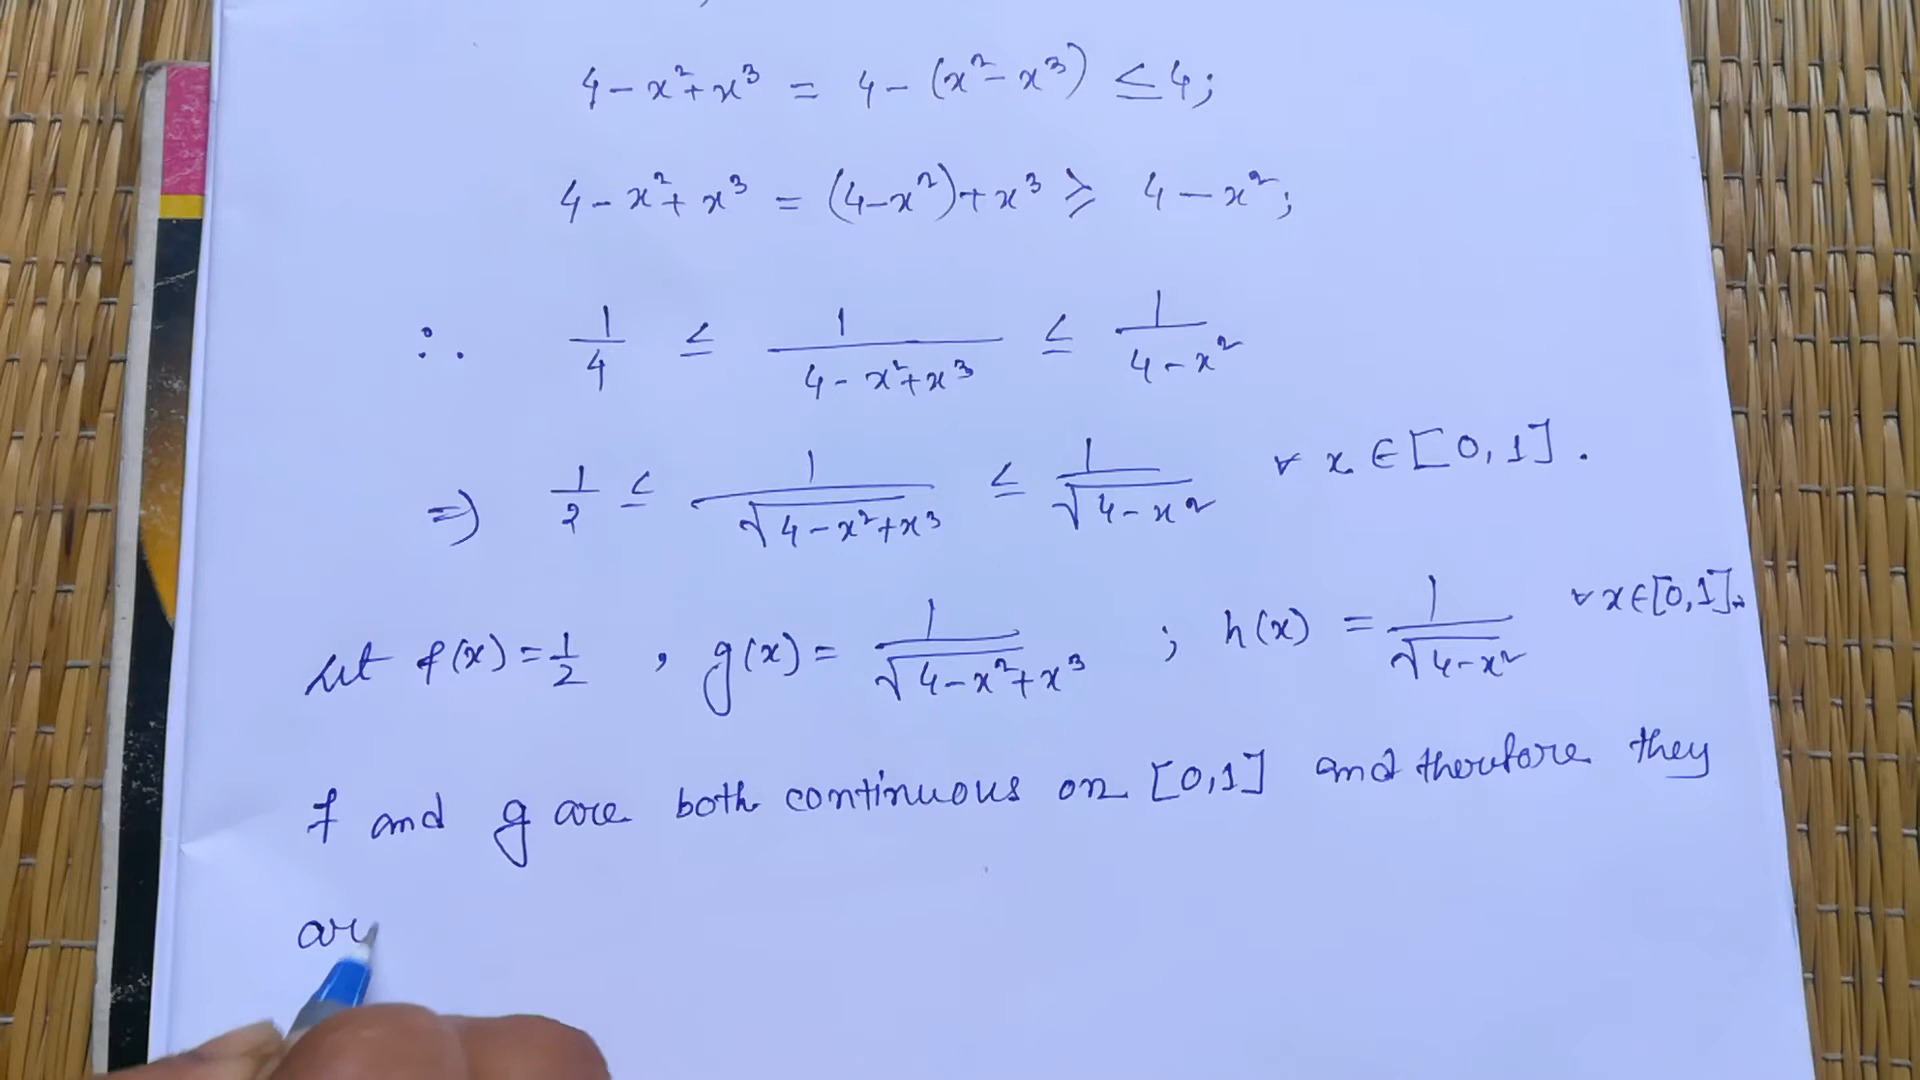 4 - x² + x³ = 4 - (x² - x³) ≤ 4;
4 - x² + x³ = (4 - x²) + x³ ≥ 4 - x²;
∴ 1/4 ≤ 1/(4 - x² + x³) ≤ 1/(4 - x²)
⇒ 1/2 ≤ 1/√(4 - x² + x³) ≤ 1/√(4 - x²) ∀ x ∈ [0,1].
Let f(x) = 1/2, g(x) = 1/√(4 - x² + x³); h(x) = 1/√(4 - x²) ∀ x ∈ [0,1].
f and g are both continuous on [0,1] and therefore they
ar